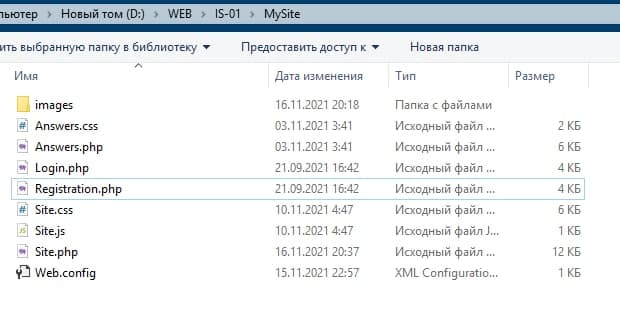 пьютер › Новый том (D:) › WEB › IS-01 › MySite
ить выбранную папку в библиотеку Предоставить доступ к Новая папка
Имя Дата изменения Тип Размер
images 16.11.2021 20:18 Папка с файлами
Answers.css 03.11.2021 3:41 Исходный файл ... 2 КБ
Answers.php 03.11.2021 3:41 Исходный файл ... 6 КБ
Login.php 21.09.2021 16:42 Исходный файл ... 4 КБ
Registration.php 21.09.2021 16:42 Исходный файл ... 4 КБ
Site.css 10.11.2021 4:47 Исходный файл ... 6 КБ
Site.js 10.11.2021 4:47 Исходный файл J... 1 КБ
Site.php 16.11.2021 20:37 Исходный файл ... 12 КБ
Web.config 15.11.2021 22:57 XML Configuratio... 1 КБ